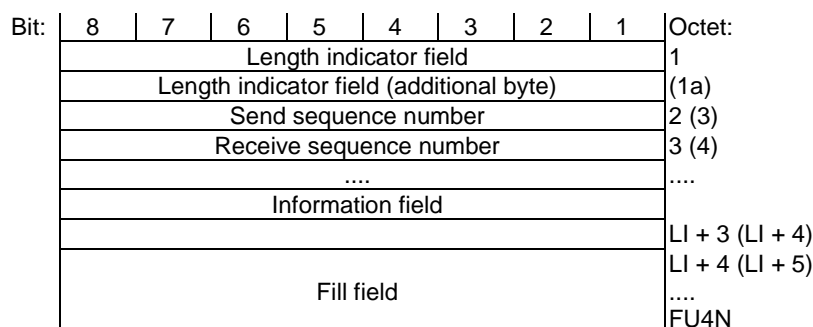 Bit: 8 7 6 5 4 3 2 1 Octet:
Length indicator field 1
Length indicator field (additional byte) (1a)
Send sequence number 2 (3)
Receive sequence number 3 (4)
.... ....
Information field
LI + 3 (LI + 4)
LI + 4 (LI + 5)
Fill field ....
FU4N